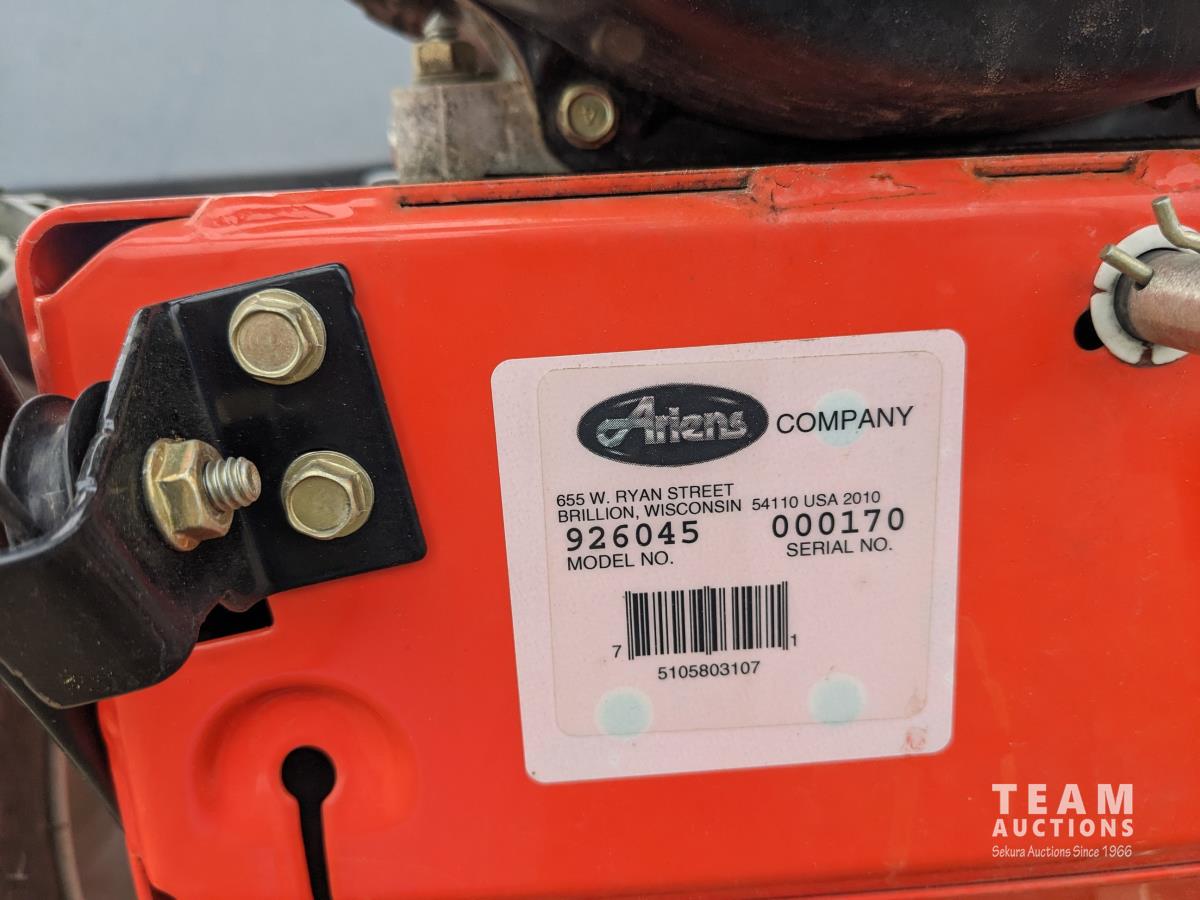 Ariens COMPANY
655 W. RYAN STREET
BRILLION, WISCONSIN 54110 USA 2010
926045 000170
MODEL NO. SERIAL NO.
7 1
5105803107
TEAM
AUCTIONS
Sekura Auctions Since 1966